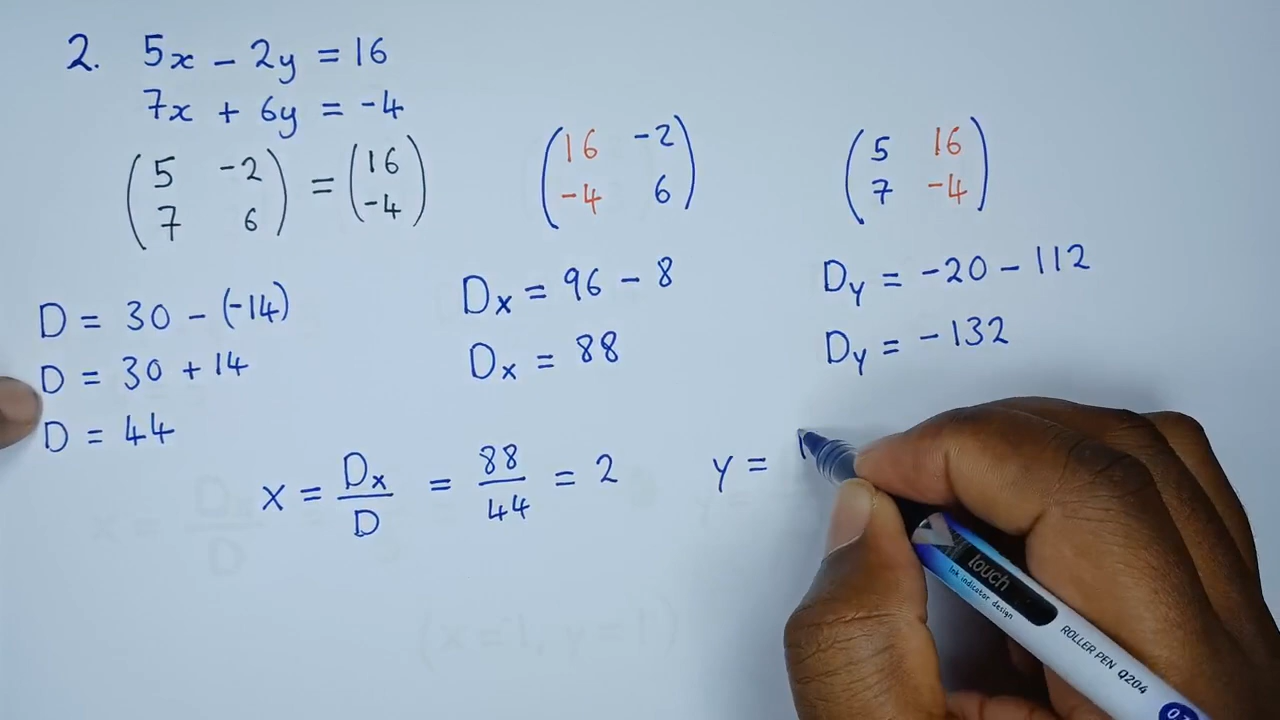 2. 5x - 2y = 16
7x + 6y = -4
(5 -2
7 6) = (16
-4)
(16 -2
-4 6)
(5 16
7 -4)
D = 30 - (-14)
D = 30 + 14
D = 44
Dx = 96 - 8
Dx = 88
Dy = -20 - 112
Dy = -132
x = Dx/D = 88/44 = 2
y =
touch
Ink indicator design
ROLLER PEN Q204